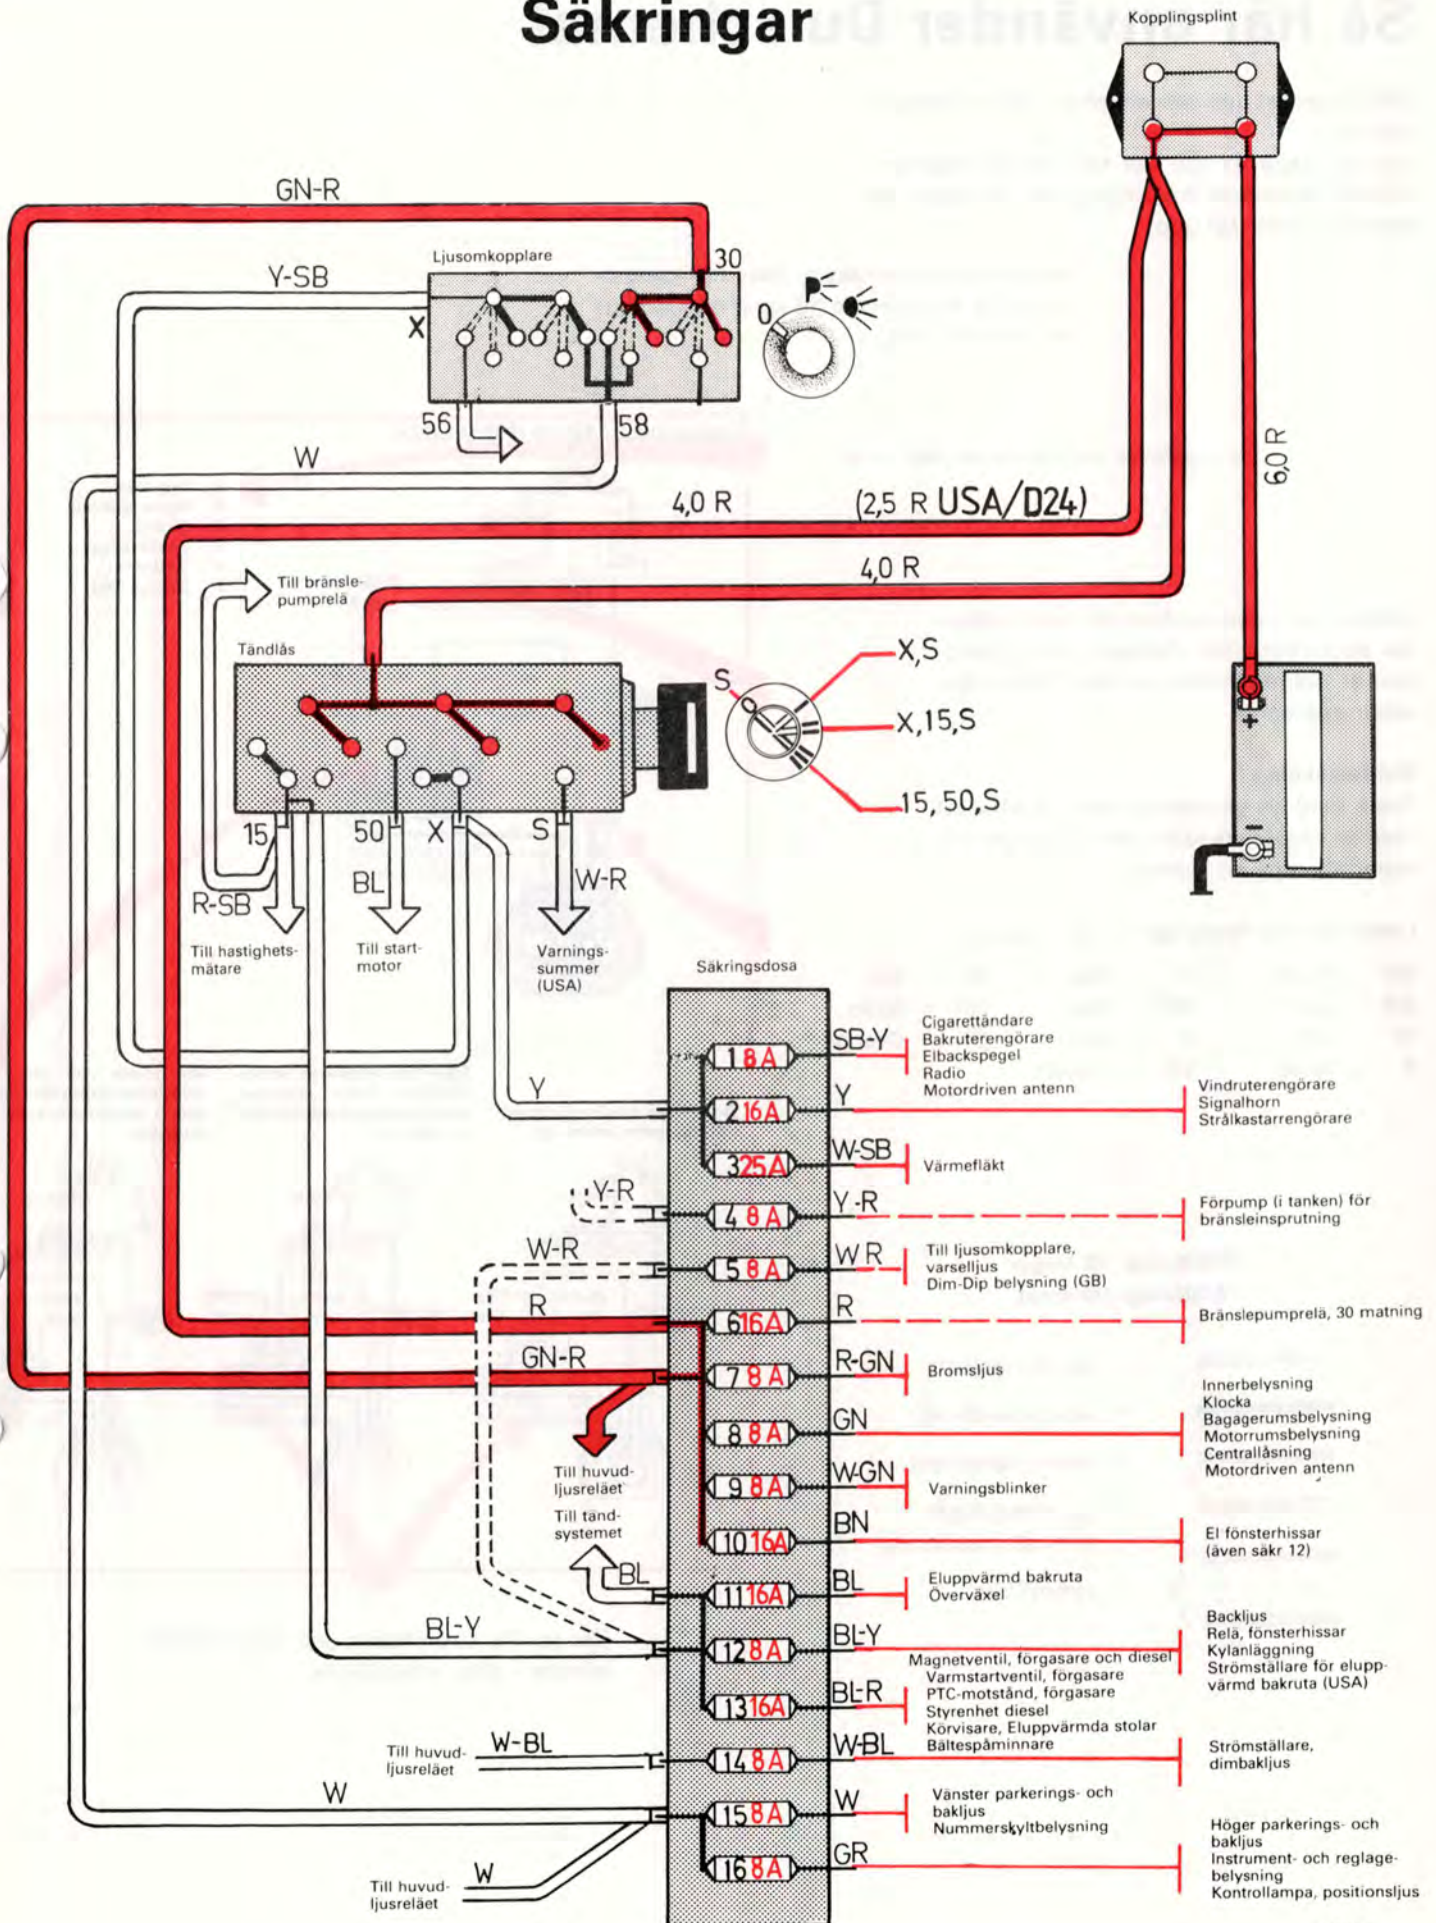 Säkringar
Kopplingsplint
GN-R
Ljusomkopplare
30
Y-SB
X
0
P
56
58
W
6,0 R
4,0 R
(2,5 R USA/D24)
4,0 R
Till bränsle-
pumprelä
Tändlås
S
0
I
II
III
X,S
X,15,S
15,50,S
+
-
15
50
X
S
R-SB
BL
W-R
Till hastighets-
mätare
Till start-
motor
Varnings-
summer
(USA)
Säkringsdosa
1 8A
SB-Y
Cigarettändare
Bakruterengörare
Elbackspegel
Radio
Motordriven antenn
Y
2 16A
Y
Vindruterengörare
Signalhorn
Strålkastarrengörare
3 25A
W-SB
Värmefläkt
Y-R
4 8A
Y-R
Förpump (i tanken) för
bränsleinsprutning
W-R
5 8A
W R
Till ljusomkopplare,
varselljus
Dim-Dip belysning (GB)
R
6 16A
R
Bränslepumprelä, 30 matning
GN-R
7 8A
R-GN
Bromsljus
8 8A
GN
Innerbelysning
Klocka
Bagagerumsbelysning
Motorrumsbelysning
Centrallåsning
Motordriven antenn
Till huvud-
ljusreläet
9 8A
W-GN
Varningsblinker
Till tänd-
systemet
10 16A
BN
El fönsterhissar
(även säkr 12)
BL
11 16A
BL
Eluppvärmd bakruta
Överväxel
BL-Y
12 8A
BL-Y
Backljus
Relä, fönsterhissar
Kylanläggning
Strömställare för elupp-
värmd bakruta (USA)
13 16A
BL-R
Magnetventil, förgasare och diesel
Varmstartventil, förgasare
PTC-motstånd, förgasare
Styrenhet diesel
Körvisare, Eluppvärmda stolar
Bältespåminnare
Till huvud-
ljusreläet
W-BL
14 8A
W-BL
Strömställare,
dimbakljus
W
15 8A
W
Vänster parkerings- och
bakljus
Nummerskyltbelysning
Till huvud-
ljusreläet
W
16 8A
GR
Höger parkerings- och
bakljus
Instrument- och reglage-
belysning
Kontrollampa, positionsljus